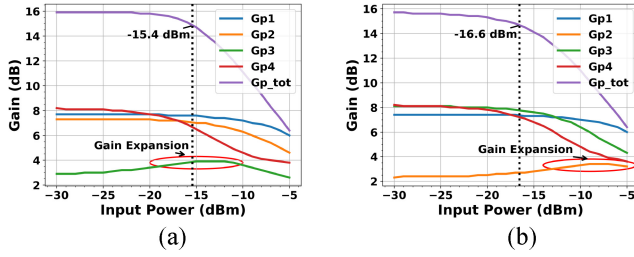 16
14
12
10
8
6
4
2
Gain (dB)
-15.4 dBm
Gp1
Gp2
Gp3
Gp4
Gp_tot
Gain Expansion
−30 −25 −20 −15 −10 −5
Input Power (dBm)
(a)
16
14
12
10
8
6
4
2
Gain (dB)
-16.6 dBm
Gp1
Gp2
Gp3
Gp4
Gp_tot
Gain Expansion
−30 −25 −20 −15 −10 −5
Input Power (dBm)
(b)